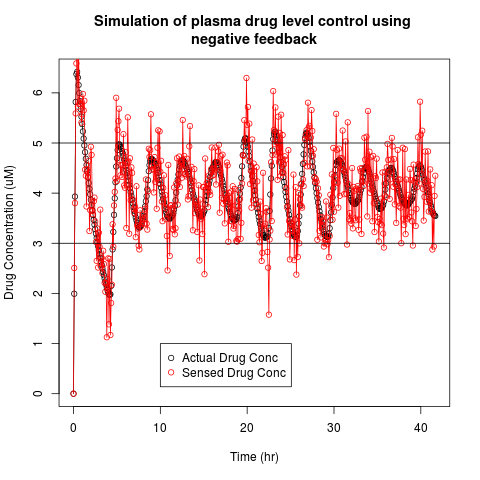 Simulation of plasma drug level control using
negative feedback
Drug Concentration (uM)
6
5
4
3
2
1
0
Actual Drug Conc
Sensed Drug Conc
0 10 20 30 40
Time (hr)